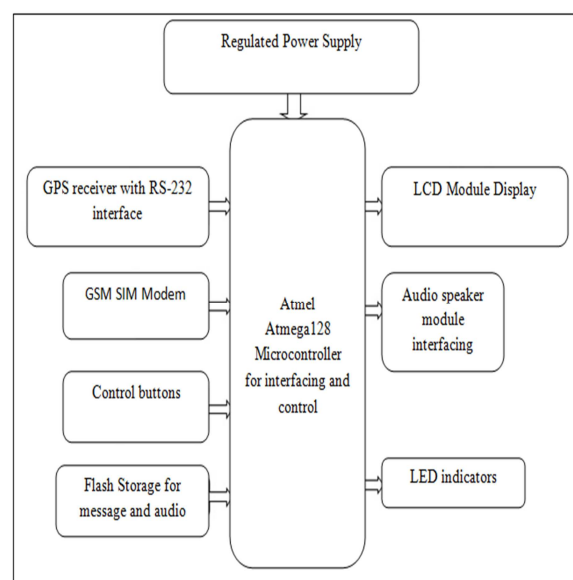 Regulated Power Supply
GPS receiver with RS-232
interface
GSM SIM Modem
Control buttons
Flash Storage for
message and audio
Atmel
Atmega128
Microcontroller
for interfacing and
control
LCD Module Display
Audio speaker
module
interfacing
LED indicators